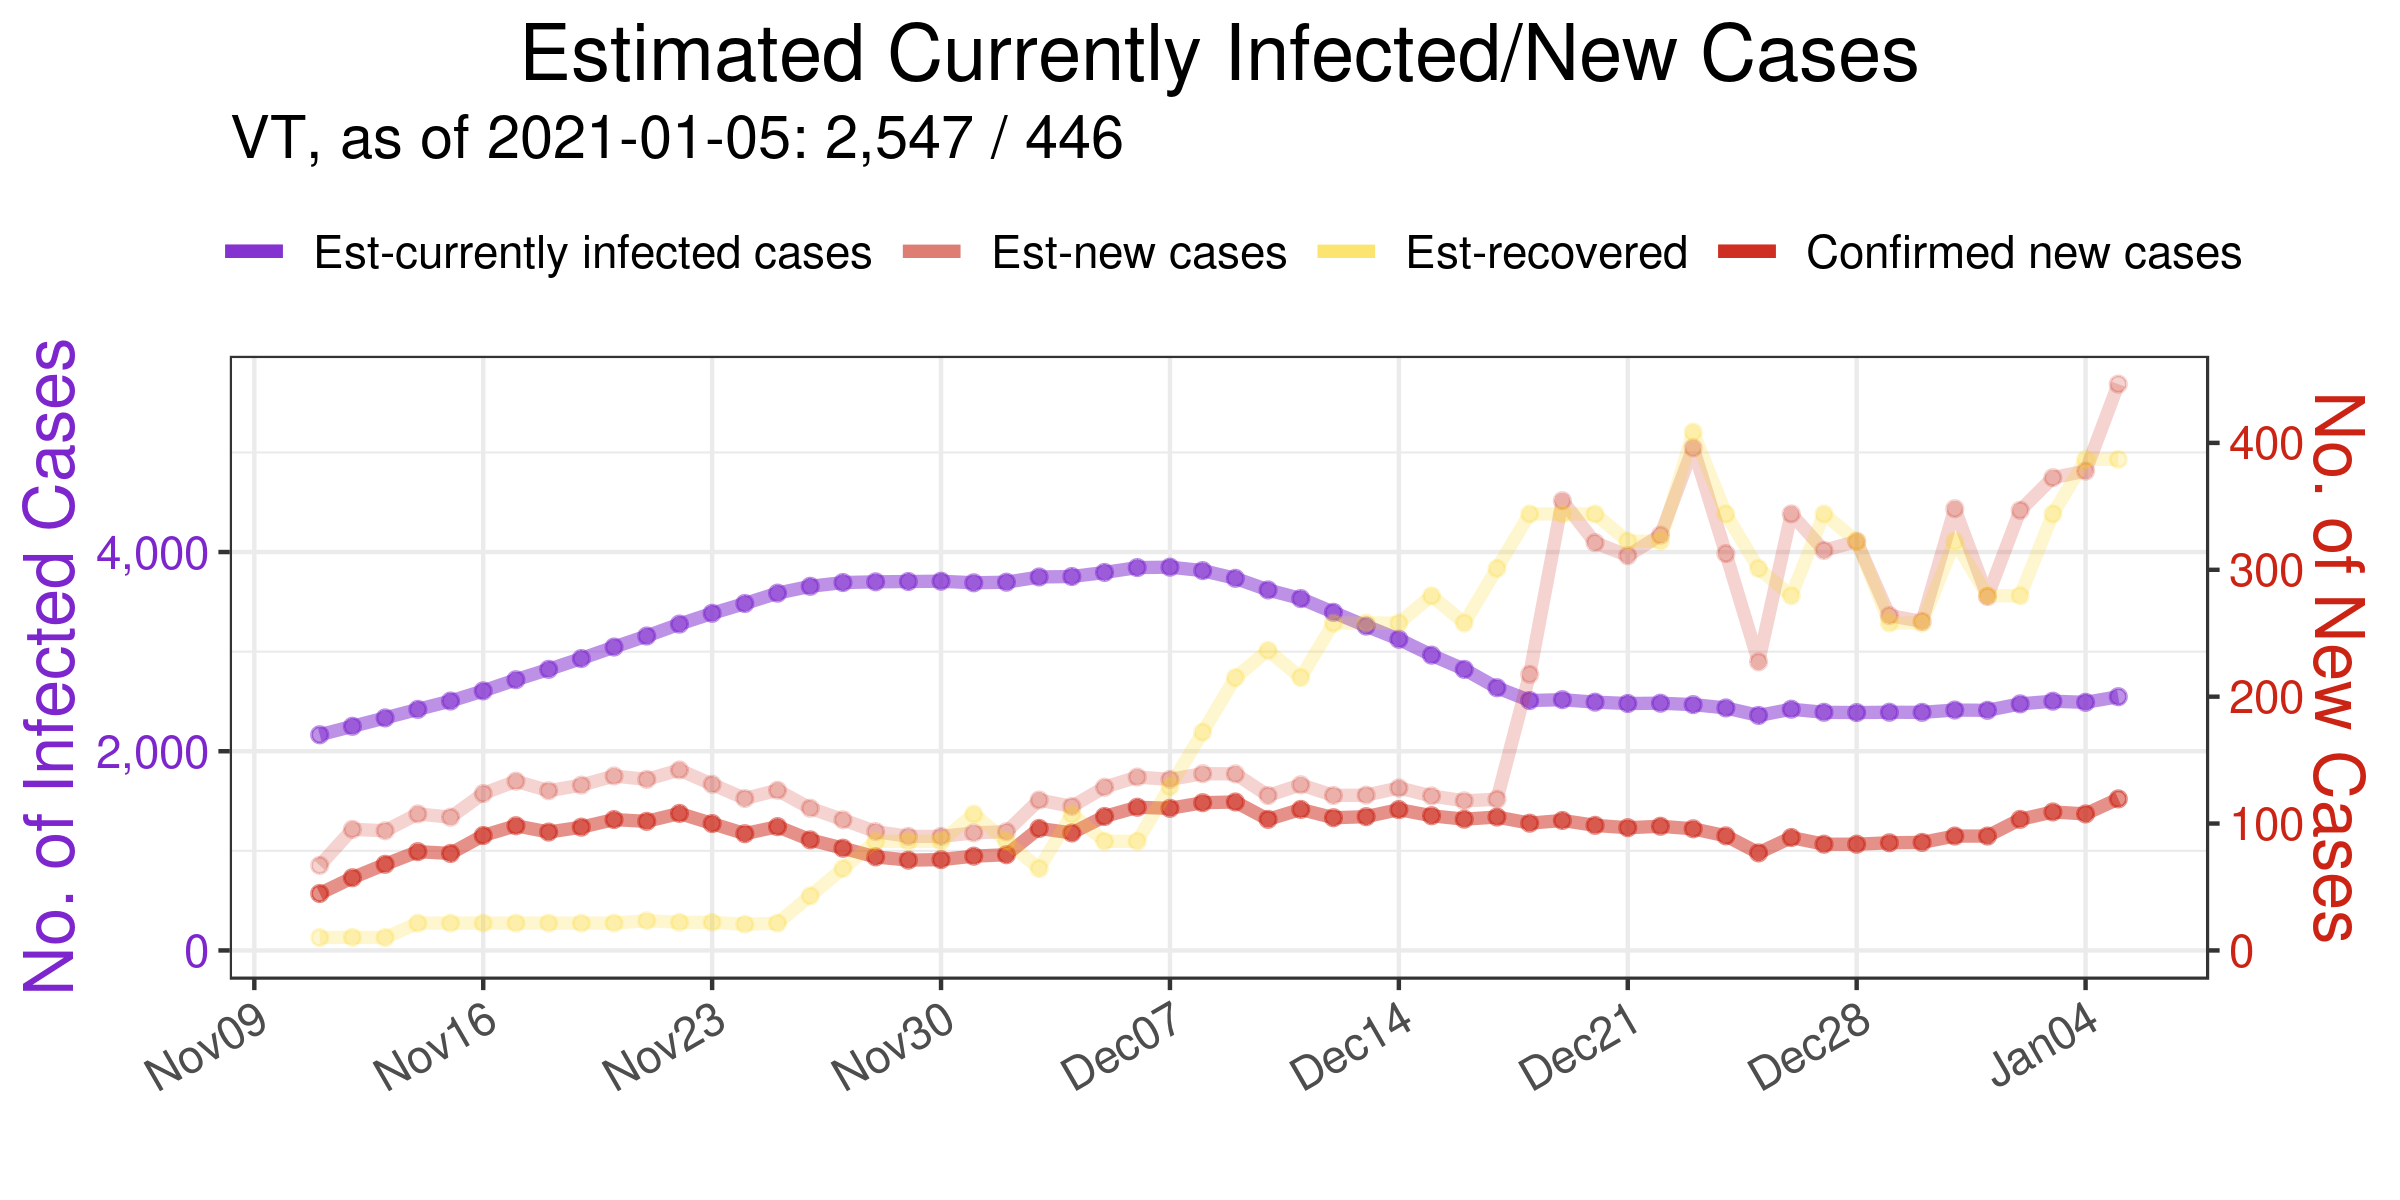 Estimated Currently Infected/New Cases
VT, as of 2021-01-05: 2,547 / 446
Est-currently infected cases Est-new cases Est-recovered Confirmed new cases
No. of Infected Cases
4,000
2,000
0
No. of New Cases
400
300
200
100
0
Nov09 Nov16 Nov23 Nov30 Dec07 Dec14 Dec21 Dec28 Jan04